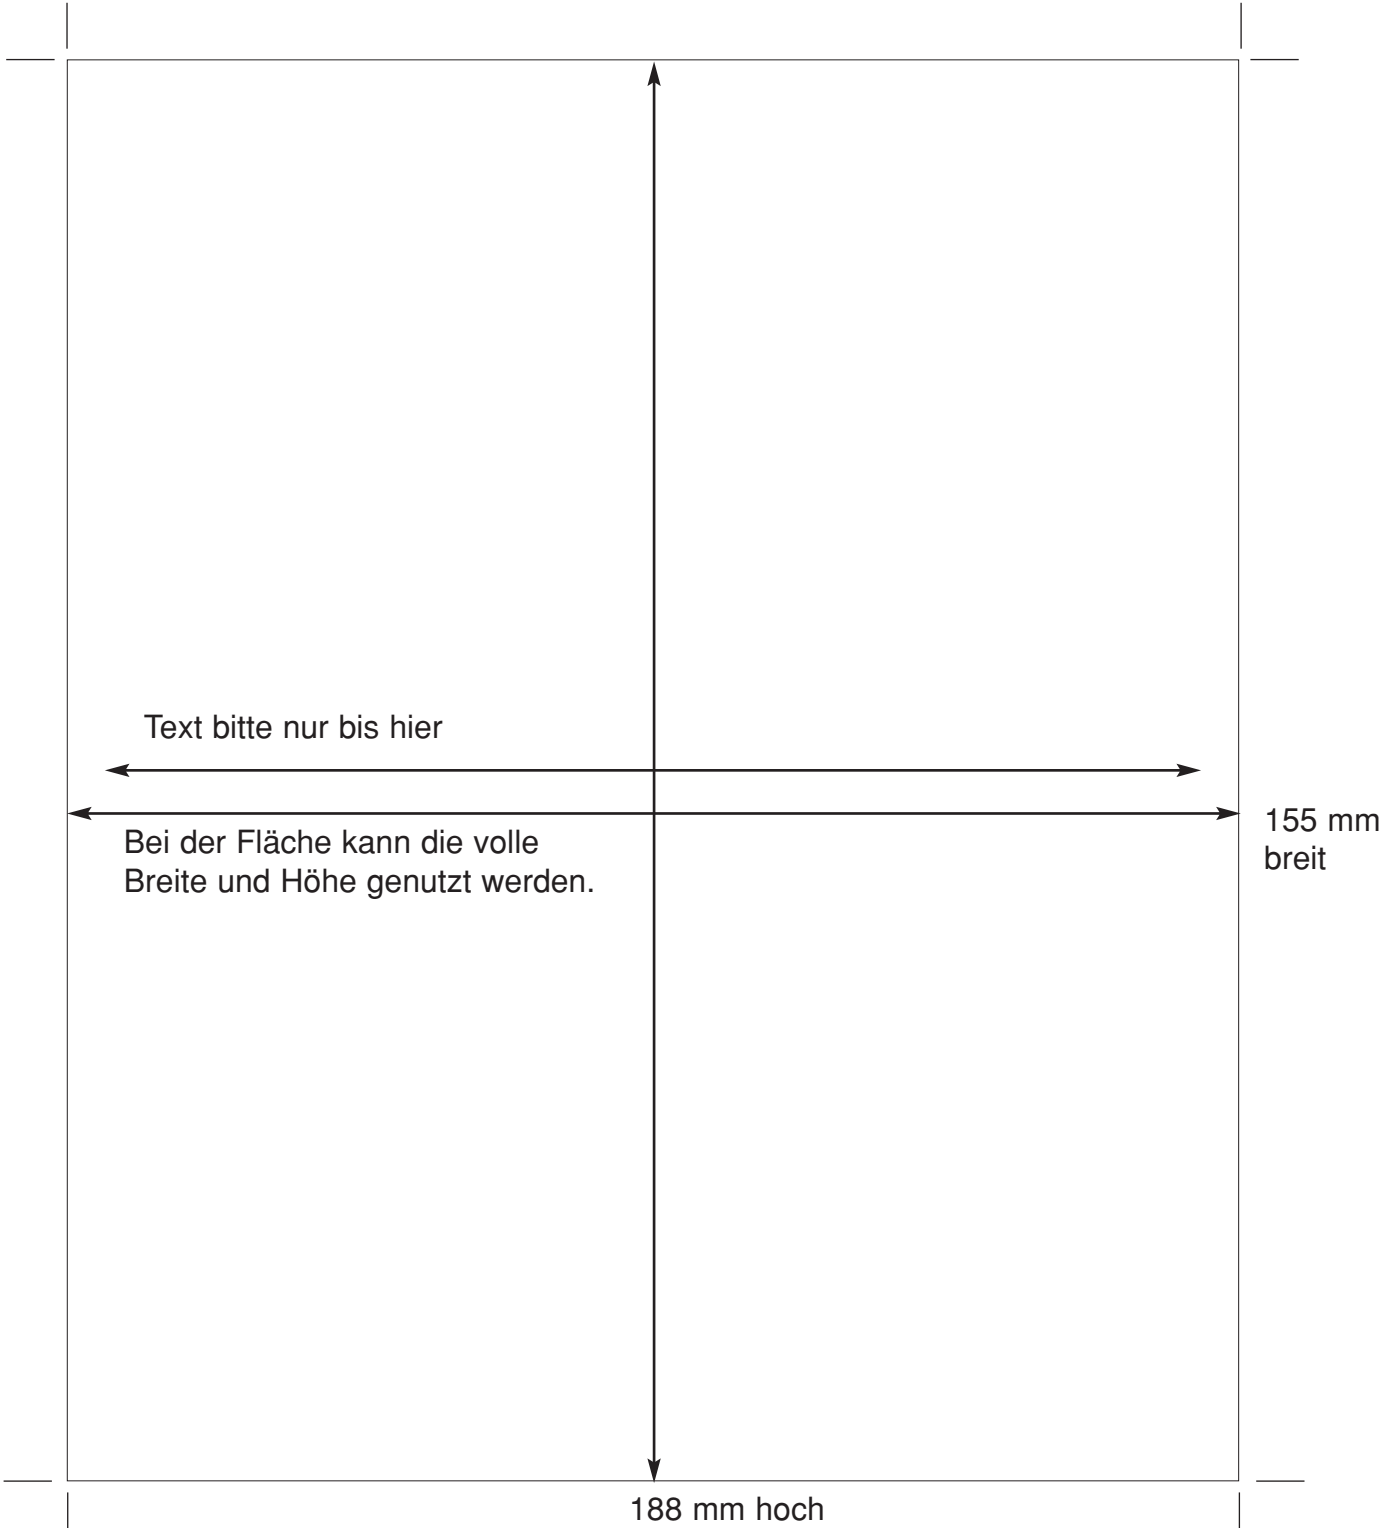 Text bitte nur bis hier
Bei der Fläche kann die volle
Breite und Höhe genutzt werden.
155 mm
breit
188 mm hoch